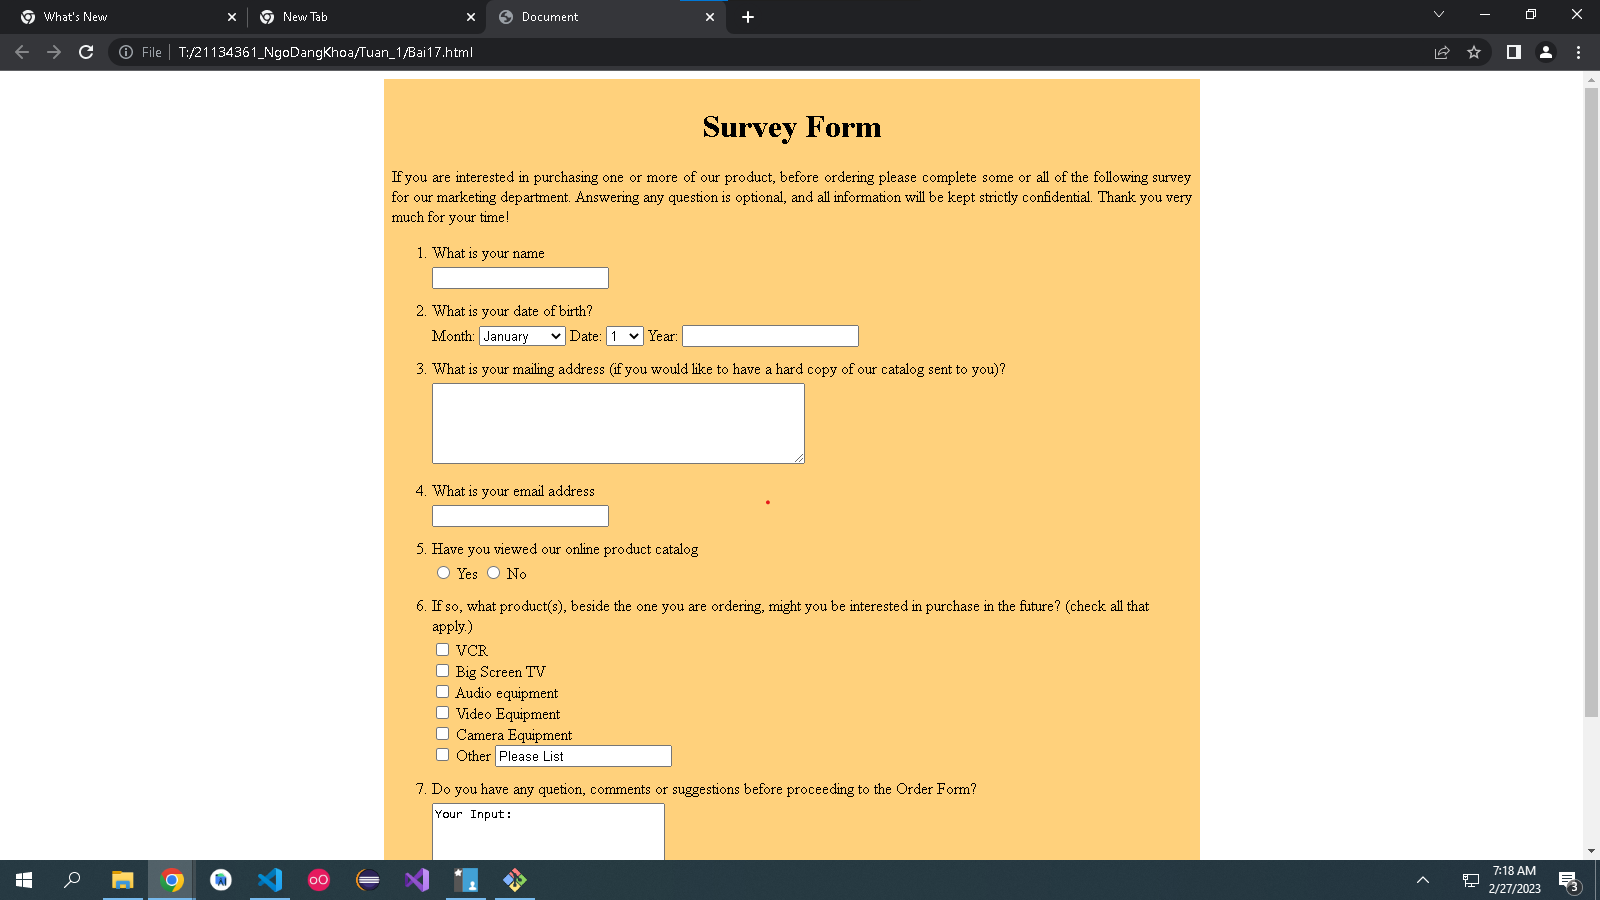 What's New
New Tab
Document
File
T:/21134361_NgoDangKhoa/Tuan_1/Bai17.html
Survey Form
If you are interested in purchasing one or more of our product, before ordering please complete some or all of the following survey
for our marketing department. Answering any question is optional, and all information will be kept strictly confidential. Thank you very
much for your time!
1. What is your name
2. What is your date of birth?
Month: January Date: 1 Year:
3. What is your mailing address (if you would like to have a hard copy of our catalog sent to you)?
4. What is your email address
5. Have you viewed our online product catalog
Yes No
6. If so, what product(s), beside the one you are ordering, might you be interested in purchase in the future? (check all that
apply.)
VCR
Big Screen TV
Audio equipment
Video Equipment
Camera Equipment
Other Please List
7. Do you have any quetion, comments or suggestions before proceeding to the Order Form?
Your Input:
7:18 AM
2/27/2023
3